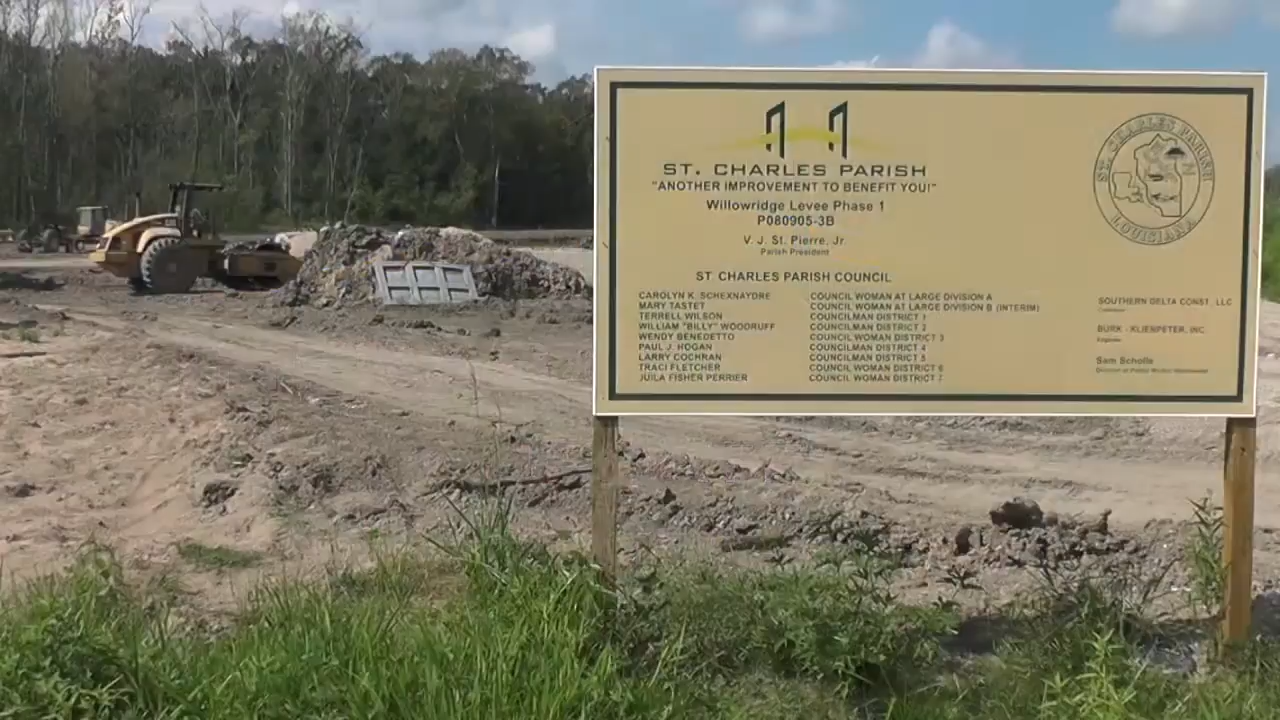 ST. CHARLES PARISH
"ANOTHER IMPROVEMENT TO BENEFIT YOU!"
Willowridge Levee Phase 1
P080905-3B
V. J. St. Pierre, Jr
Parish President
ST CHARLES PARISH COUNCIL
CAROLYN K. SCHEXNAYDRE COUNCIL WOMAN AT LARGE DIVISION A
MARY TASTET COUNCIL WOMAN AT LARGE DIVISION B (INTERIM)
TERRELL WILSON COUNCILMAN DISTRICT 1
WILLIAM "BILLY" WOODRUFF COUNCILMAN DISTRICT 2
WENDY BENEDETTO COUNCIL WOMAN DISTRICT 3
PAUL J. HOGAN COUNCILMAN DISTRICT 4
LARRY COCHRAN COUNCILMAN DISTRICT 5
TRACI FLETCHER COUNCIL WOMAN DISTRICT 6
JUILA FISHER PERRIER COUNCIL WOMAN DISTRICT 7
ST. CHARLES PARISH
LOUISIANA
SOUTHERN DELTA CONST. LLC
BURK - KLIENPETER, INC
Engineer
Sam Scholle